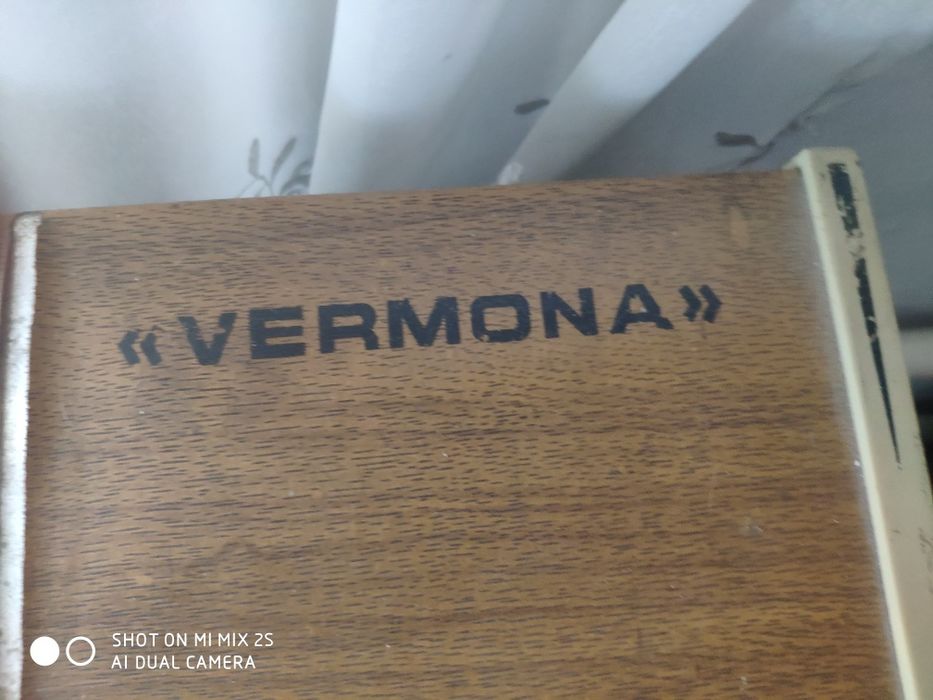 «VERMONA»
SHOT ON MI MIX 2S
AI DUAL CAMERA